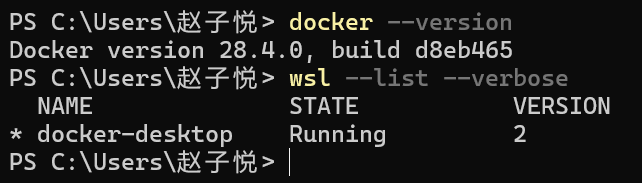 PS C:\Users\赵子悦> docker --version
Docker version 28.4.0, build d8eb465
PS C:\Users\赵子悦> wsl --list --verbose
  NAME              STATE           VERSION
* docker-desktop    Running         2
PS C:\Users\赵子悦>